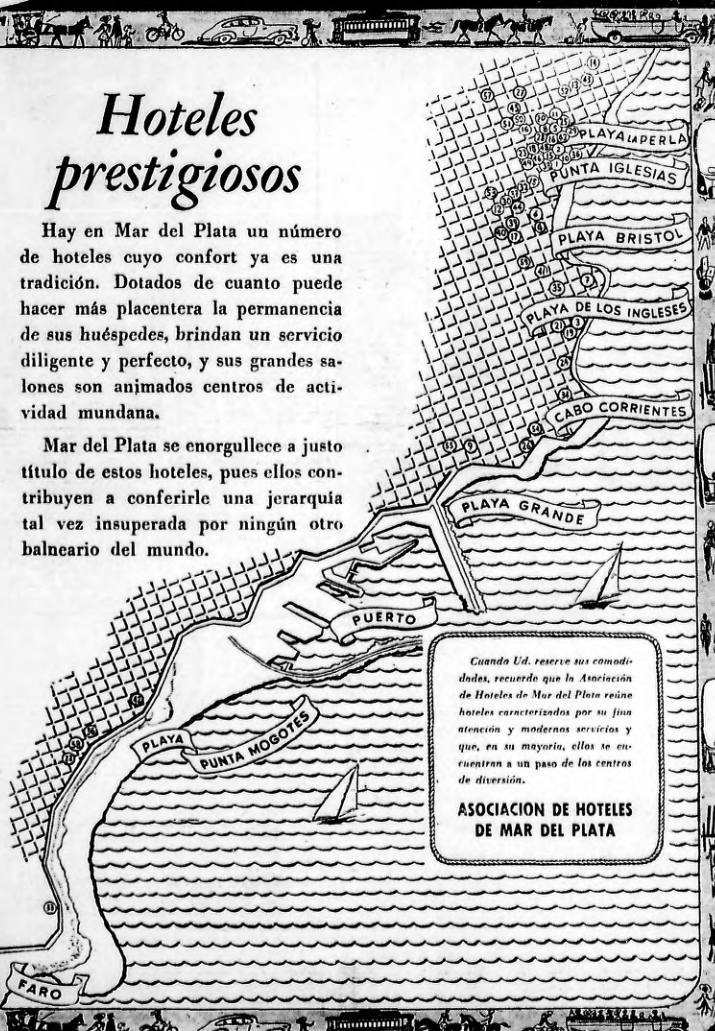 Hoteles
prestigiosos
Hay en Mar del Plata un número
de hoteles cuyo confort ya es una
tradición. Dotados de cuanto puede
hacer más placentera la permanencia
de sus huéspedes, brindan un servicio
diligente y perfecto, y sus grandes sa-
lones son animados centros de acti-
vidad mundana.
Mar del Plata se enorgullece a justo
título de estos hoteles, pues ellos con-
tribuyen a conferirle una jerarquía
tal vez insuperada por ningún otro
balneario del mundo.
PLAYA LA PERLA
PUNTA IGLESIAS
PLAYA BRISTOL
PLAYA DE LOS INGLESES
CABO CORRIENTES
PLAYA GRANDE
PUERTO
PLAYA
PUNTA MOGOTES
FARO
Cuando Ud. reserve sus comodi-
dades, recuerde que la Asociación
de Hoteles de Mar del Plata reúne
hoteles caracterizados por su fina
atención y modernos servicios y
que, en su mayoría, ellos se en-
cuentran a un paso de los centros
de diversión.
ASOCIACION DE HOTELES
DE MAR DEL PLATA